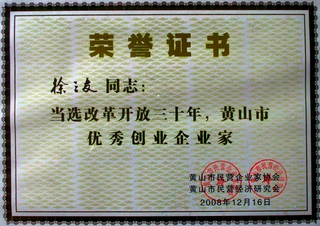 荣誉证书
徐之友 同志:
当选改革开放三十年，黄山市
优秀创业企业家
黄山市民营企业家协会
黄山市民营经济研究会
2008年12月16日